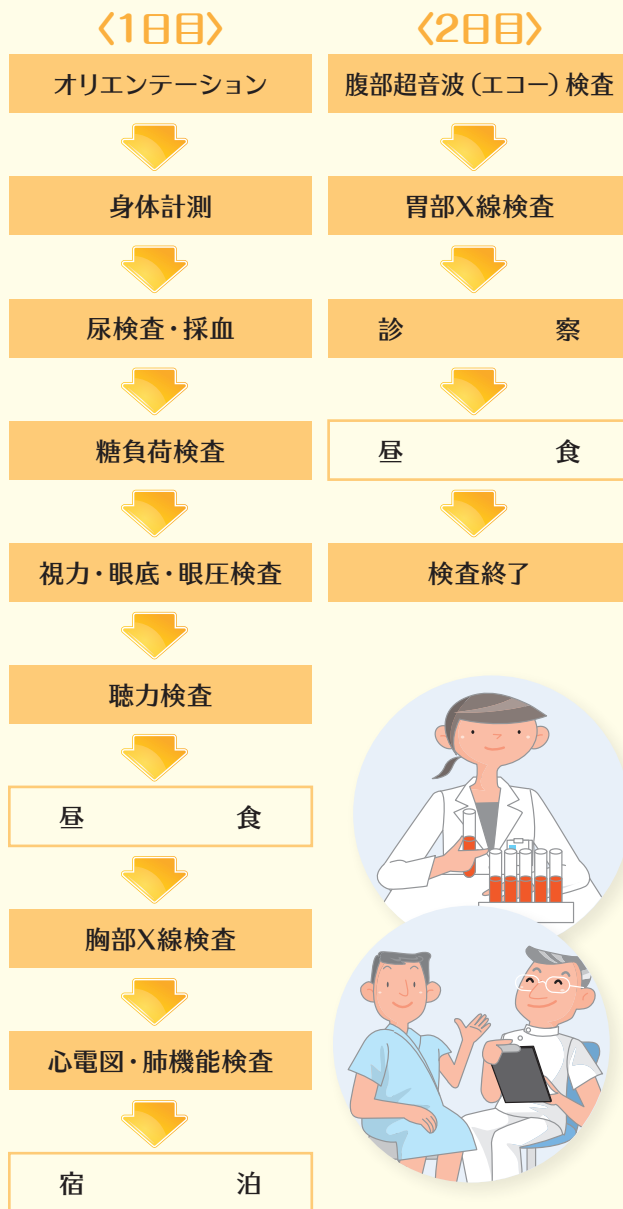 〈1日目〉
オリエンテーション
身体計測
尿検査・採血
糖負荷検査
視力・眼底・眼圧検査
聴力検査
昼食
胸部X線検査
心電図・肺機能検査
宿泊
〈2日目〉
腹部超音波(エコー)検査
胃部X線検査
診察
昼食
検査終了